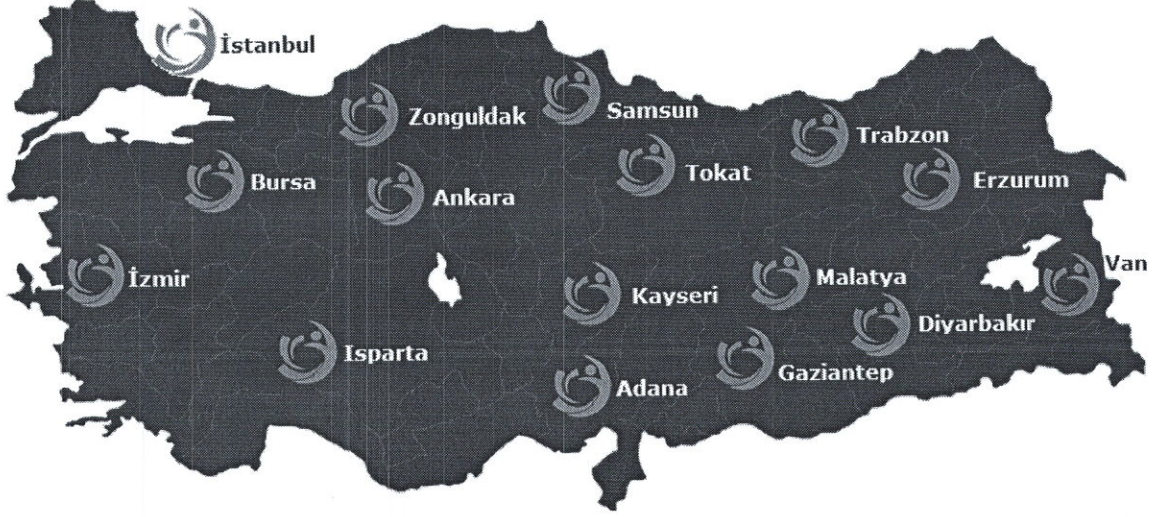 İstanbul
Zonguldak
Samsun
Trabzon
Bursa
Ankara
Tokat
Erzurum
İzmir
Kayseri
Malatya
Van
Isparta
Adana
Gaziantep
Diyarbakır